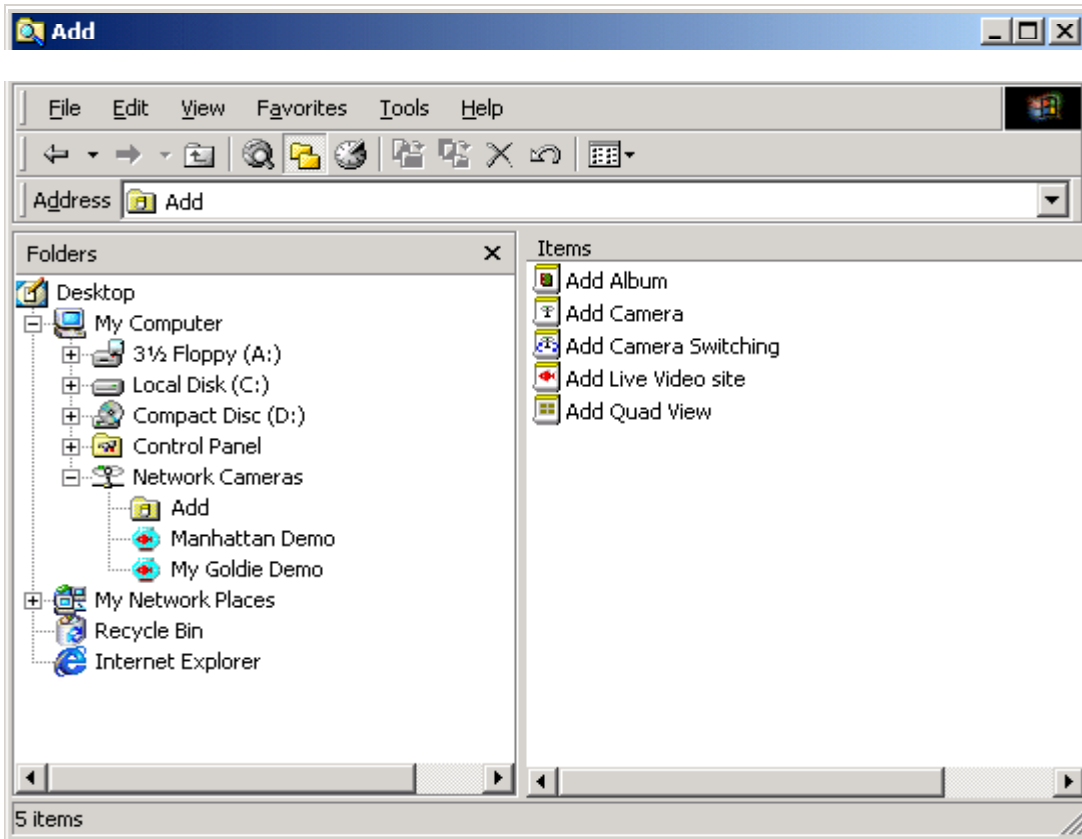 Add
File Edit View Favorites Tools Help
Address Add
Folders
Desktop
My Computer
3½ Floppy (A:)
Local Disk (C:)
Compact Disc (D:)
Control Panel
Network Cameras
Add
Manhattan Demo
My Goldie Demo
My Network Places
Recycle Bin
Internet Explorer
Items
Add Album
Add Camera
Add Camera Switching
Add Live Video site
Add Quad View
5 items